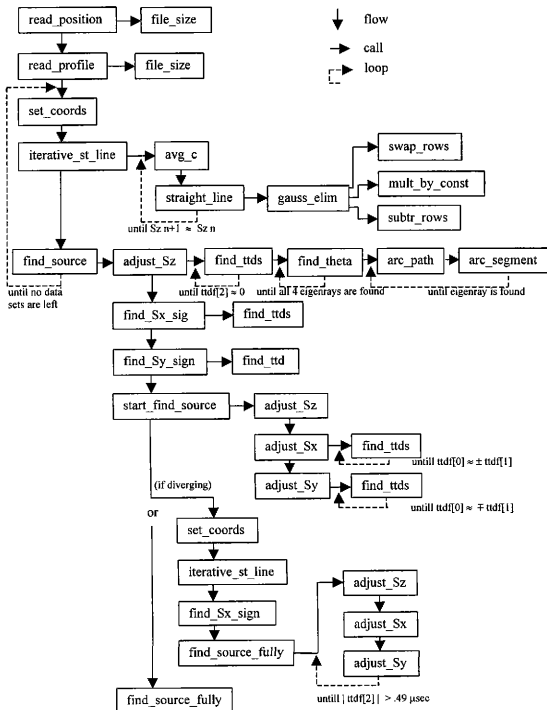 read_position
file_size
flow
call
loop
read_profile
file_size
set_coords
iterative_st_line
avg_c
swap_rows
mult_by_const
subtr_rows
straight_line
gauss_elim
until Sz n+1 ≈ Sz n
find_source
adjust_Sz
find_ttds
find_theta
arc_path
arc_segment
until no data
sets are left
until ttdf[2] ≈ 0
until all 4 eigenrays are found
until eigenray is found
find_Sx_sig
find_ttds
find_Sy_sign
find_ttd
start_find_source
adjust_Sz
adjust_Sx
find_ttds
untill ttdf[0] ≈ ± ttdf[1]
adjust_Sy
find_ttds
untill ttdf[0] ≈ ∓ ttdf[1]
(if diverging)
or
set_coords
iterative_st_line
find_Sx_sign
find_source_fully
adjust_Sz
adjust_Sx
adjust_Sy
untill | ttdf[2] | > .49 μsec
find_source_fully